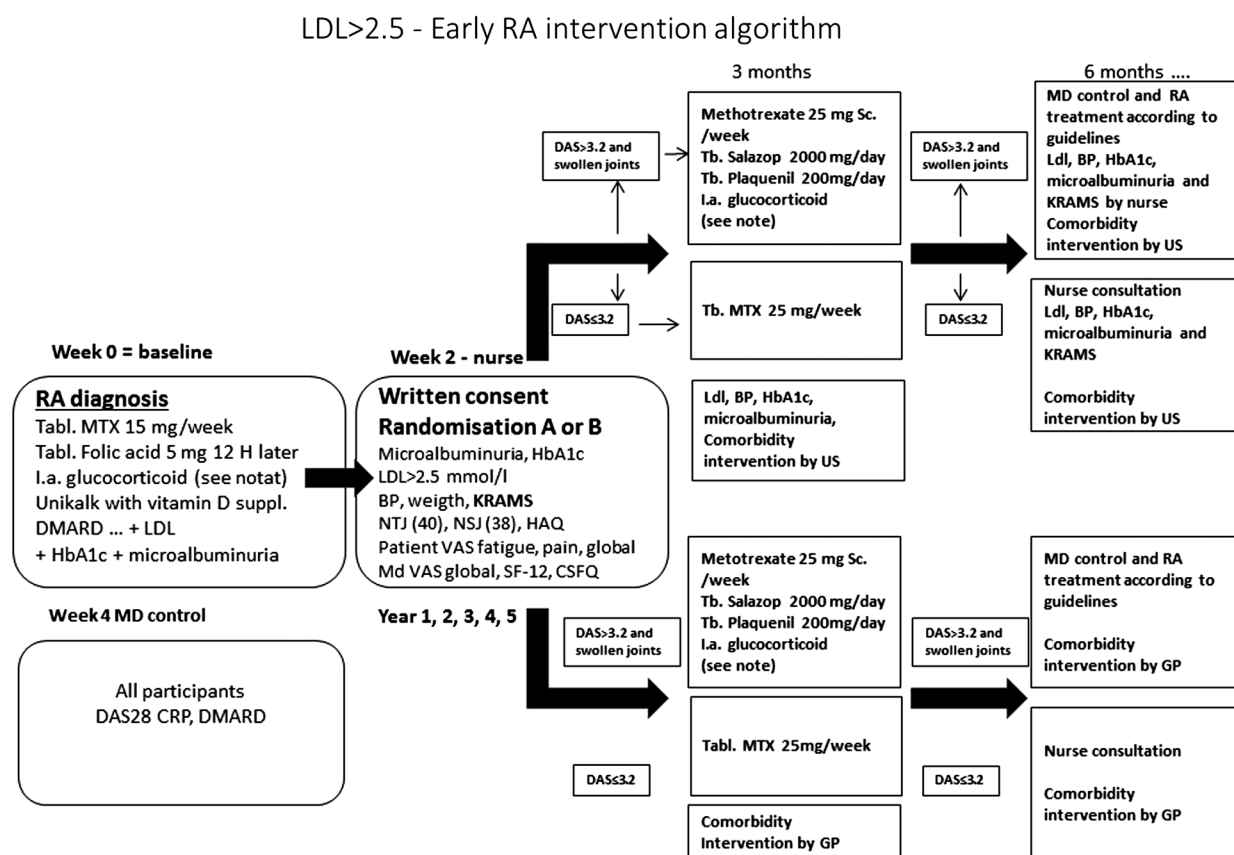 LDL>2.5 - Early RA intervention algorithm
3 months
6 months ....
Week 0 = baseline
RA diagnosis
Tabl. MTX 15 mg/week
Tabl. Folic acid 5 mg 12 H later
I.a. glucocorticoid (see notat)
Unikalk with vitamin D suppl.
DMARD ... + LDL
+ HbA1c + microalbuminuria
Week 4 MD control
All participants
DAS28 CRP, DMARD
Week 2 - nurse
Written consent
Randomisation A or B
Microalbuminuria, HbA1c
LDL>2.5 mmol/l
BP, weigth, KRAMS
NTJ (40), NSJ (38), HAQ
Patient VAS fatigue, pain, global
Md VAS global, SF-12, CSFQ
Year 1, 2, 3, 4, 5
DAS>3.2 and
swollen joints
DAS≤3.2
Methotrexate 25 mg Sc.
/week
Tb. Salazop 2000 mg/day
Tb. Plaquenil 200mg/day
I.a. glucocorticoid
(see note)
Tb. MTX 25 mg/week
Ldl, BP, HbA1c,
microalbuminuria,
Comorbidity
intervention by US
DAS>3.2 and
swollen joints
DAS≤3.2
MD control and RA
treatment according to
guidelines
Ldl, BP, HbA1c,
microalbuminuria and
KRAMS by nurse
Comorbidity
intervention by US
Nurse consultation
Ldl, BP, HbA1c,
microalbuminuria and
KRAMS
Comorbidity
intervention by US
DAS>3.2 and
swollen joints
DAS≤3.2
Metotrexate 25 mg Sc.
/week
Tb. Salazop 2000 mg/day
Tb. Plaquenil 200mg/day
I.a. glucocorticoid
(see note)
Tabl. MTX 25mg/week
Comorbidity
Intervention by GP
DAS>3.2 and
swollen joints
DAS≤3.2
MD control and RA
treatment according to
guidelines
Comorbidity
intervention by GP
Nurse consultation
Comorbidity
intervention by GP